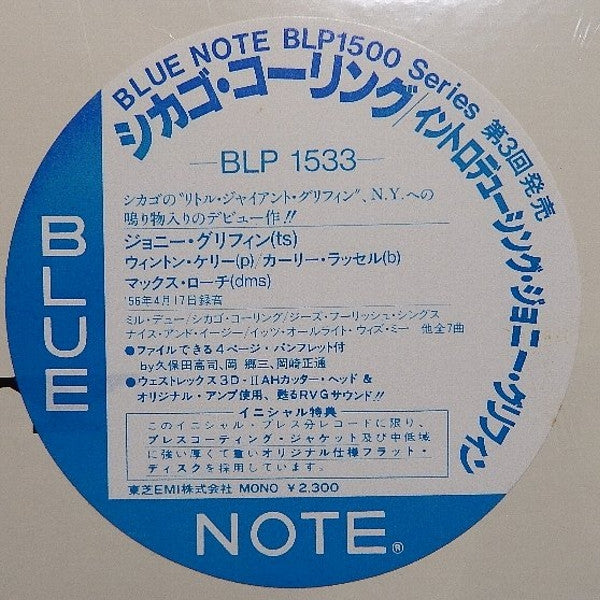 BLUE NOTE BLP1500 Series 第3回発売
シカゴ・コーリング/イントロデューシング・ジョニー・グリフィン
BLP 1533
シカゴの"リトル・ジャイアント・グリフィン"、N.Y.への
鳴り物入りのデビュー作!!
ジョニー・グリフィン(ts)
ウィントン・ケリー(p)/カーリー・ラッセル(b)
マックス・ローチ(dms)
'56年4月17日録音
ミル・デュー/シカゴ・コーリング/ジーズ・フーリッシュ・シングス
ナイス・アンド・イージー/イッツ・オールライト・ウィズ・ミー 他全7曲
●ファイルできる4ページ・パンフレット付
by久保田高司、岡 郷三、岡崎正通
●ウェストレックス3D-ⅡAHカッター・ヘッド&
オリジナル・アンプ使用、甦るRVGサウンド!!
イニシャル特典
このイニシャル・プレス分レコードに限り、
プレスコーティング・ジャケット及び中低域
に強い厚くて重いオリジナル仕様フラット・
ディスクを採用しています。
東芝EMI株式会社 MONO ¥2,300
BLUE
NOTE®